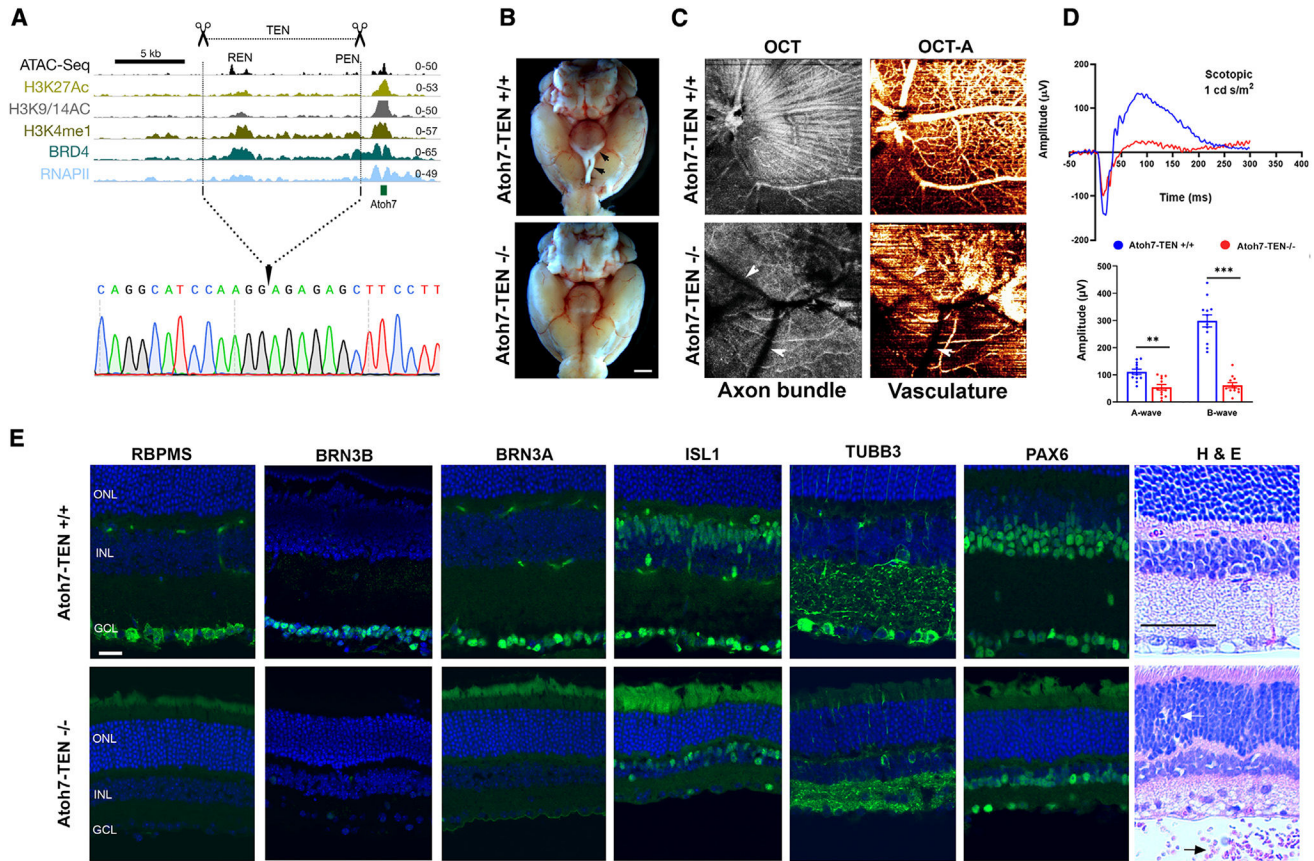 A
TEN
5 kb
REN
PEN
ATAC-Seq
0-50
H3K27Ac
0-53
H3K9/14AC
0-50
H3K4me1
0-57
BRD4
0-65
RNAPII
0-49
Atoh7
CAGGCATCCAAGGAGAGAGCTTCCTT
B
Atoh7-TEN +/+
Atoh7-TEN -/-
C
OCT
OCT-A
Atoh7-TEN +/+
Atoh7-TEN -/-
Axon bundle
Vasculature
D
Scotopic
1 cd s/m²
Amplitude (µV)
200
100
0
-100
-200
-50
50
100
150
200
250
300
350
400
Time (ms)
Atoh7-TEN +/+
Atoh7-TEN-/-
Amplitude (µV)
500
400
300
200
100
0
**
***
A-wave
B-wave
E
RBPMS
BRN3B
BRN3A
ISL1
TUBB3
PAX6
H & E
Atoh7-TEN +/+
ONL
INL
GCL
Atoh7-TEN -/-
ONL
INL
GCL